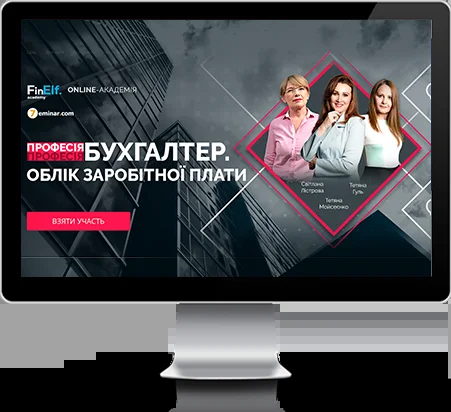 FinElf.
academy
ONLINE-АКАДЕМІЯ
7eminar.com
ПРОФЕСІЯ
ПРОФЕСІЯ
БУХГАЛТЕР.
ОБЛІК ЗАРОБІТНОЇ ПЛАТИ
Світлана
Лістрова
Тетяна
Мойсеєнко
Тетяна
Гуль
ВЗЯТИ УЧАСТЬ